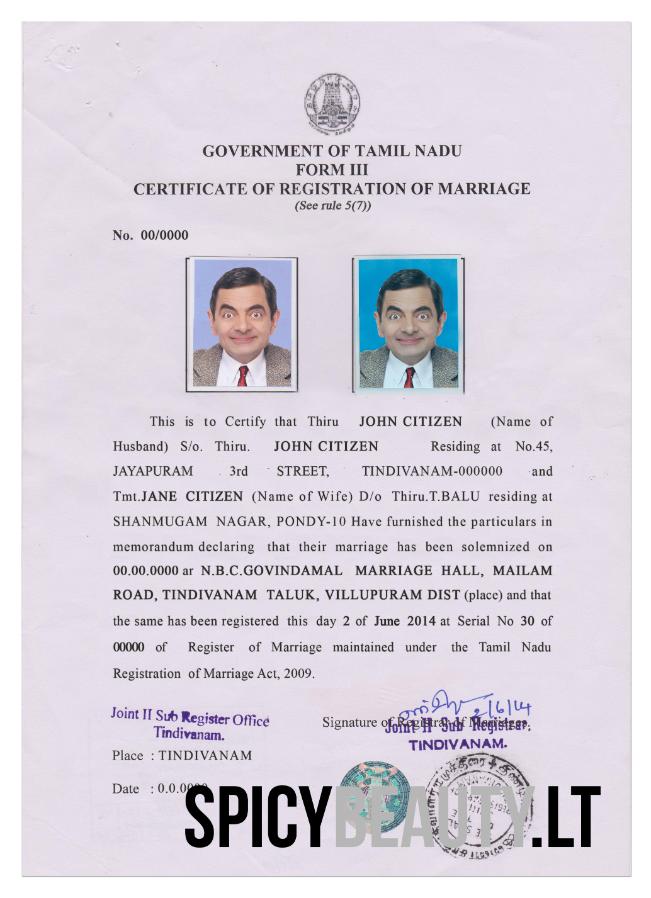 GOVERNMENT OF TAMIL NADU
FORM III
CERTIFICATE OF REGISTRATION OF MARRIAGE
(See rule 5(7))
No. 00/0000
This is to Certify that Thiru JOHN CITIZEN (Name of
Husband) S/o. Thiru. JOHN CITIZEN Residing at No.45,
JAYAPURAM 3rd STREET, TINDIVANAM-000000 and
Tmt.JANE CITIZEN (Name of Wife) D/o Thiru.T.BALU residing at
SHANMUGAM NAGAR, PONDY-10 Have furnished the particulars in
memorandum declaring that their marriage has been solemnized on
00.00.0000 ar N.B.C.GOVINDAMAL MARRIAGE HALL, MAILAM
ROAD, TINDIVANAM TALUK, VILLUPURAM DIST (place) and that
the same has been registered this day 2 of June 2014 at Serial No 30 of
00000 of Register of Marriage maintained under the Tamil Nadu
Registration of Marriage Act, 2009.
Joint II Sub Register Office
Tindivanam.
2/6/14
Signature of Registrar of Marriages.
Joint II Sub Registrar,
TINDIVANAM.
Place : TINDIVANAM
Date : 0.0.0000
SPICYBEAUTY.LT